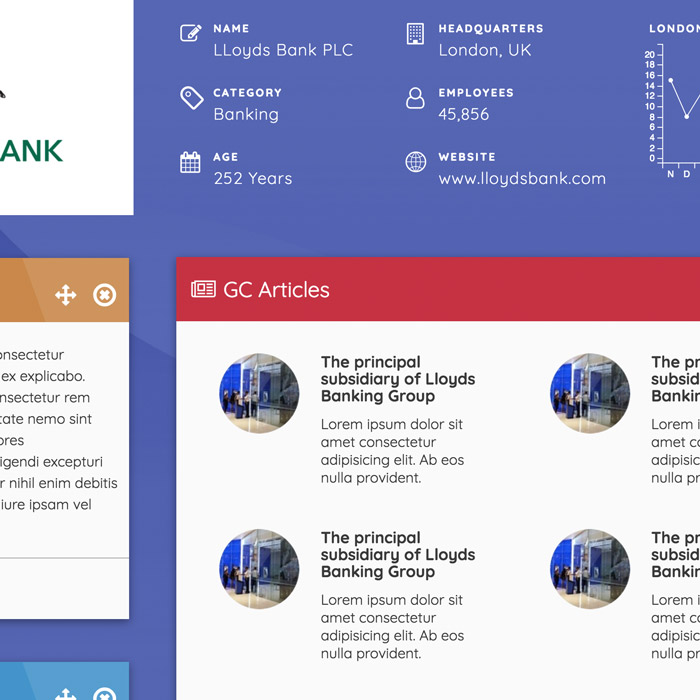 ANK
NAME
LLoyds Bank PLC
CATEGORY
Banking
AGE
252 Years
HEADQUARTERS
London, UK
EMPLOYEES
45,856
WEBSITE
www.lloydsbank.com
LONDON
20
18
16
14
12
10
8
6
4
2
0
N D
onsectetur
ex explicabo.
nsectetur rem
tate nemo sint
ores
igendi excepturi
r nihil enim debitis
iure ipsam vel
GC Articles
The principal
subsidiary of Lloyds
Banking Group
Lorem ipsum dolor sit
amet consectetur
adipisicing elit. Ab eos
nulla provident.
The pr
subsid
Bankin
Lorem i
amet co
adipisic
nulla pr
The principal
subsidiary of Lloyds
Banking Group
Lorem ipsum dolor sit
amet consectetur
adipisicing elit. Ab eos
nulla provident.
The pr
subsid
Bankin
Lorem i
amet co
adipisic
nulla pr